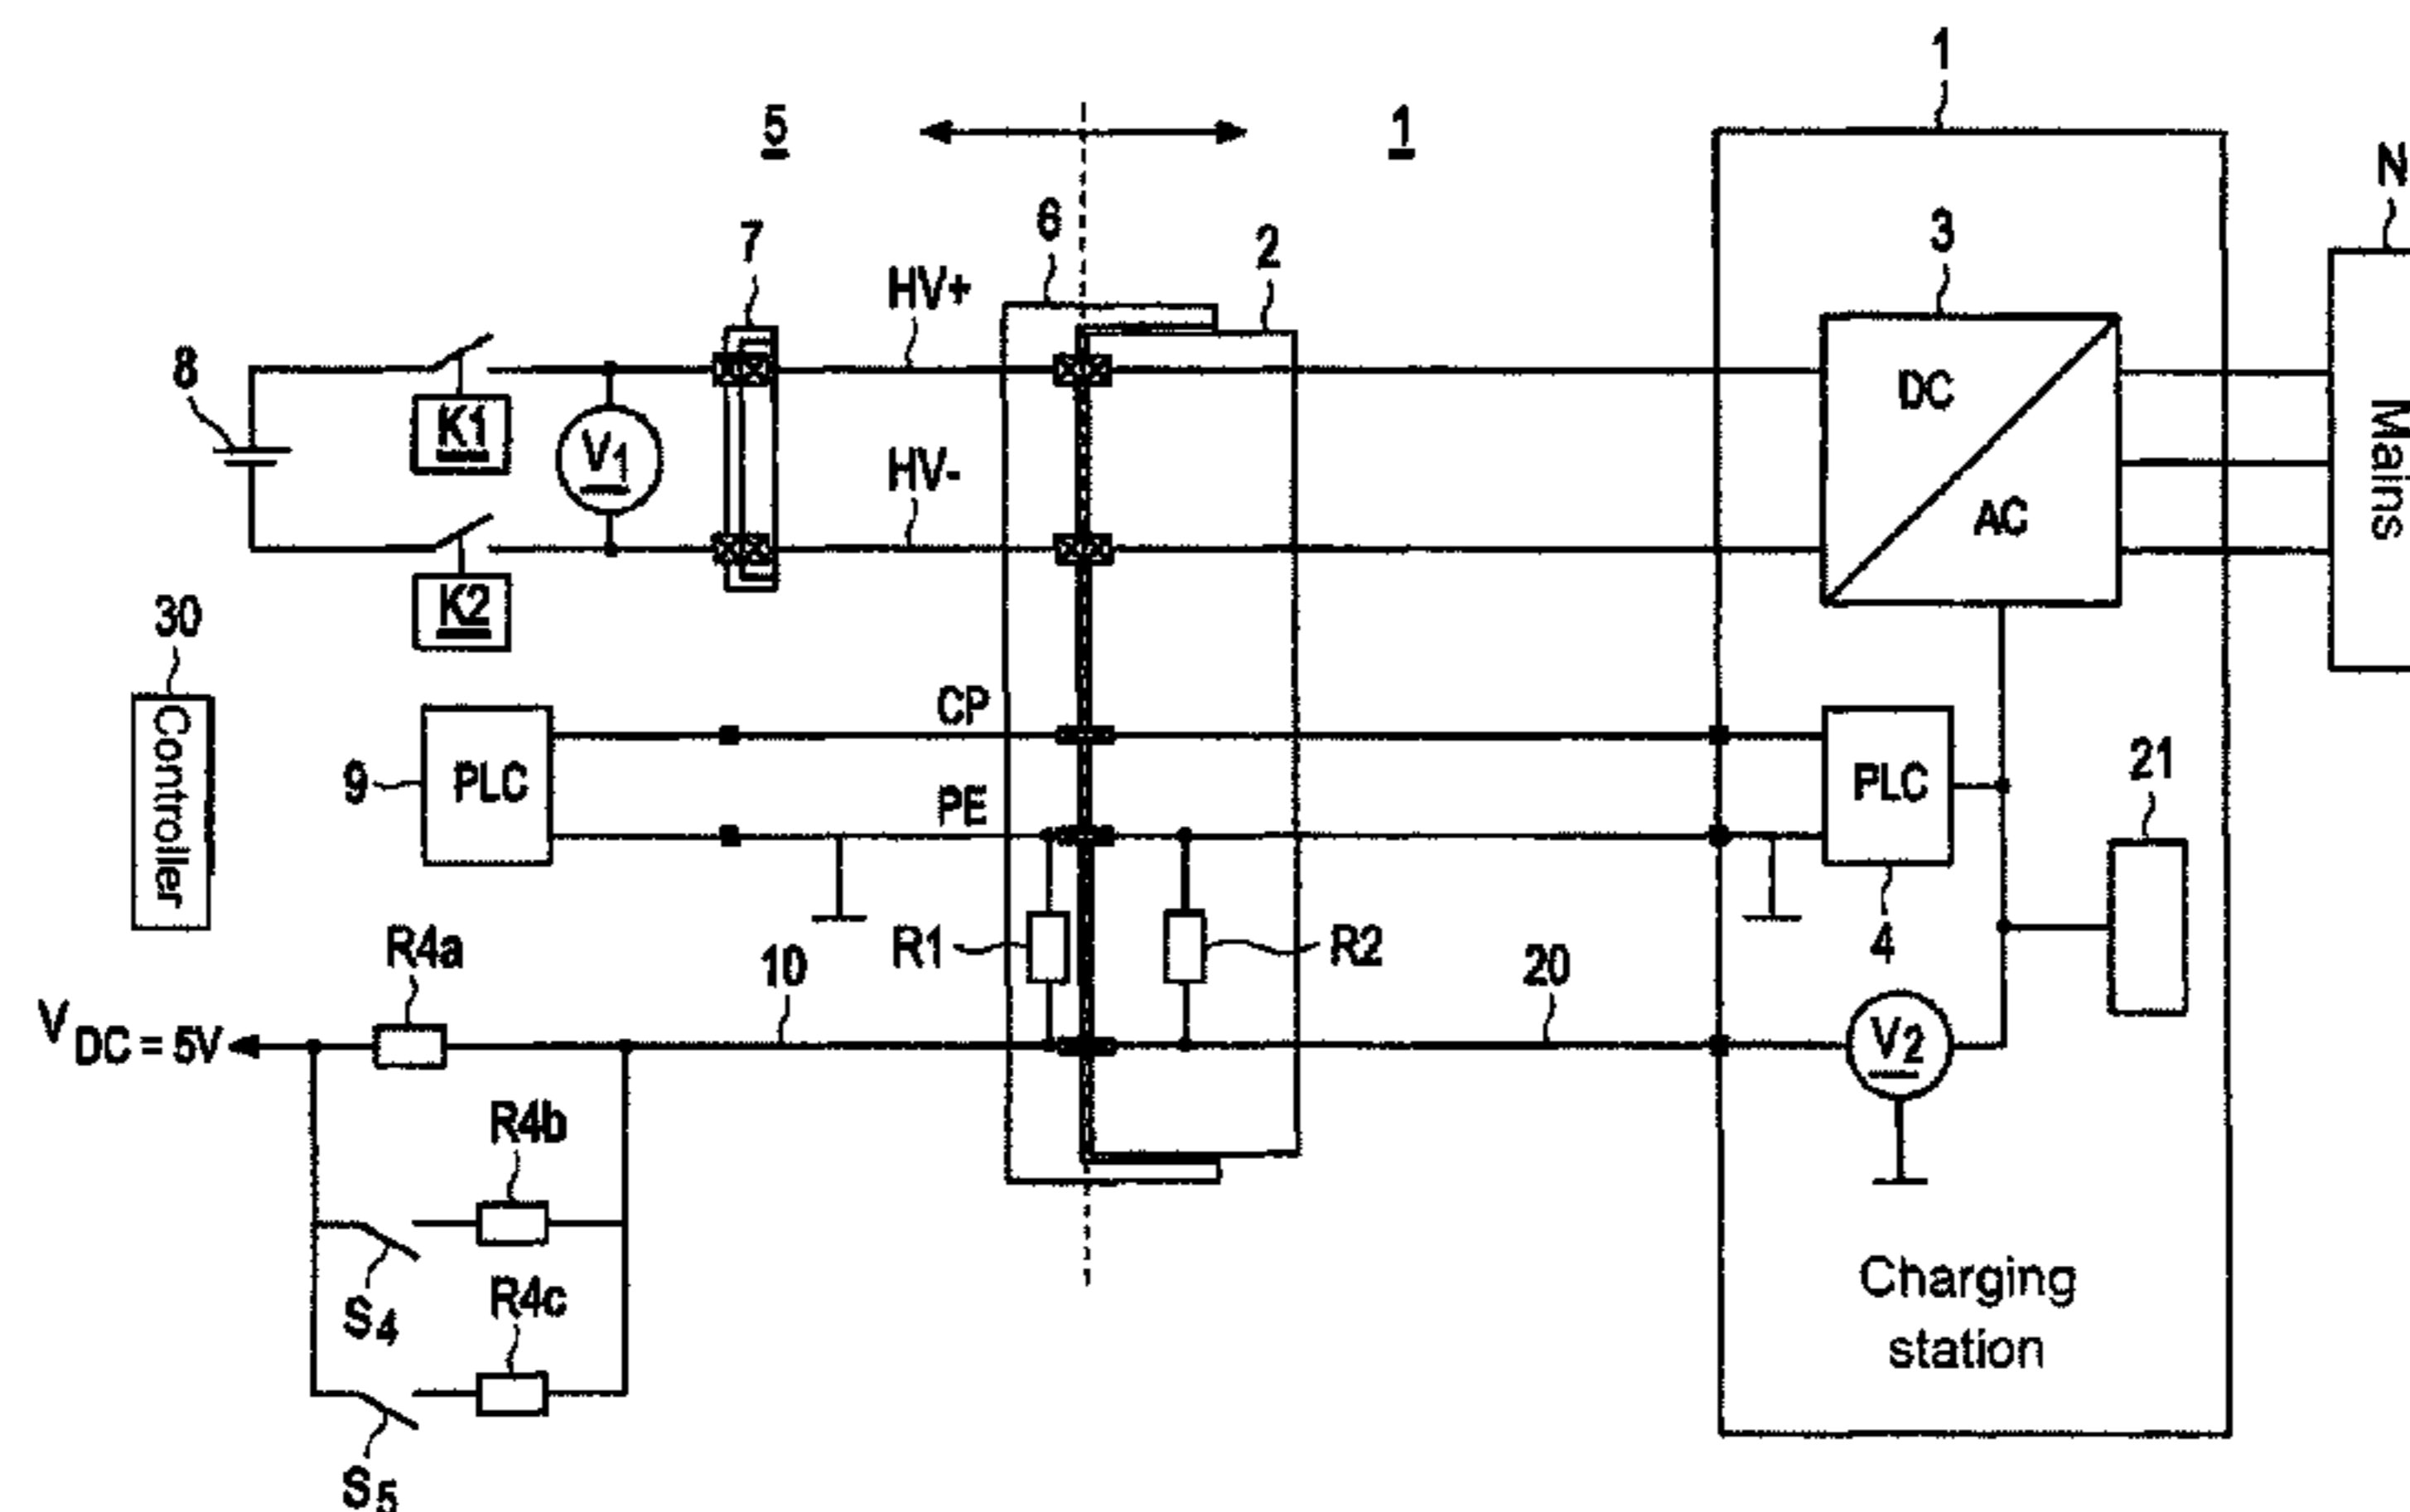 1
5
1
N
6
2
3
7
HV+
8
DC
K1
V1
HV-
AC
Mains
K2
30
CP
21
Controller
9
PLC
PE
PLC
R4a
10
R1
R2
20
4
VDC = 5V
V2
R4b
Charging
station
S4
R4c
S5